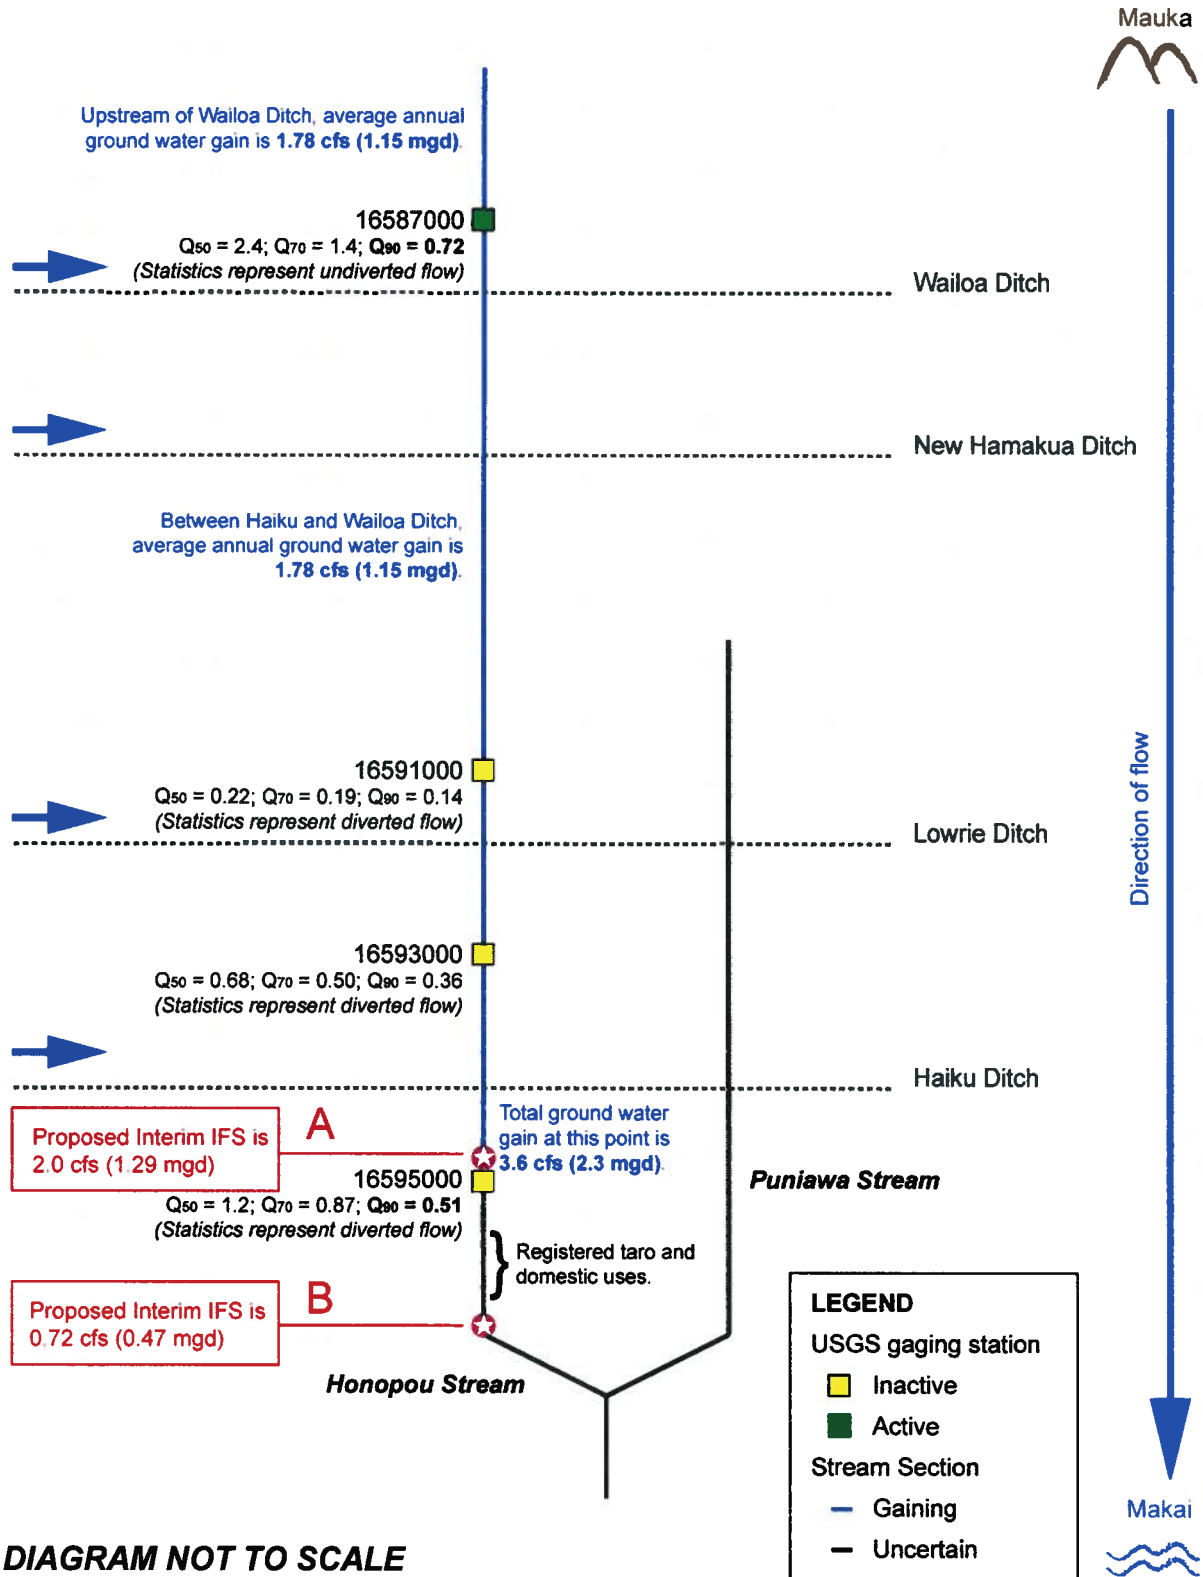 Mauka
Upstream of Wailoa Ditch, average annual
ground water gain is 1.78 cfs (1.15 mgd).
16587000
Q50 = 2.4; Q70 = 1.4; Q90 = 0.72
(Statistics represent undiverted flow)
Wailoa Ditch
New Hamakua Ditch
Between Haiku and Wailoa Ditch,
average annual ground water gain is
1.78 cfs (1.15 mgd).
16591000
Q50 = 0.22; Q70 = 0.19; Q90 = 0.14
(Statistics represent diverted flow)
Lowrie Ditch
Direction of flow
16593000
Q50 = 0.68; Q70 = 0.50; Q90 = 0.36
(Statistics represent diverted flow)
Haiku Ditch
A
Proposed Interim IFS is
2.0 cfs (1.29 mgd)
Total ground water
gain at this point is
3.6 cfs (2.3 mgd).
16595000
Q50 = 1.2; Q70 = 0.87; Q90 = 0.51
(Statistics represent diverted flow)
Puniawa Stream
Registered taro and
domestic uses.
B
Proposed Interim IFS is
0.72 cfs (0.47 mgd)
Honopou Stream
LEGEND
USGS gaging station
Inactive
Active
Stream Section
Gaining
Uncertain
Makai
DIAGRAM NOT TO SCALE